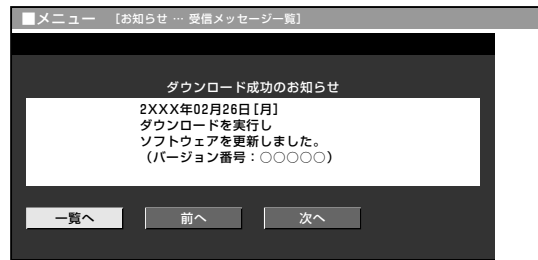 ■メニュー [お知らせ … 受信メッセージ一覧]
ダウンロード成功のお知らせ
2XXX年02月26日[月]
ダウンロードを実行し
ソフトウェアを更新しました。
（バージョン番号：○○○○○）
一覧へ 前へ 次へ